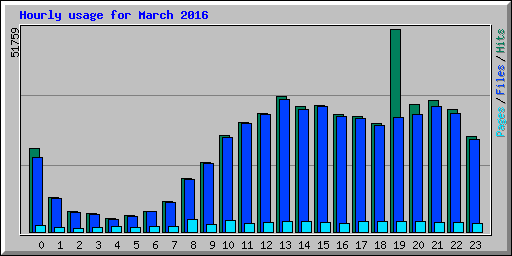 Hourly usage for March 2016
51759
Pages / Files / Hits
0 1 2 3 4 5 6 7 8 9 10 11 12 13 14 15 16 17 18 19 20 21 22 23